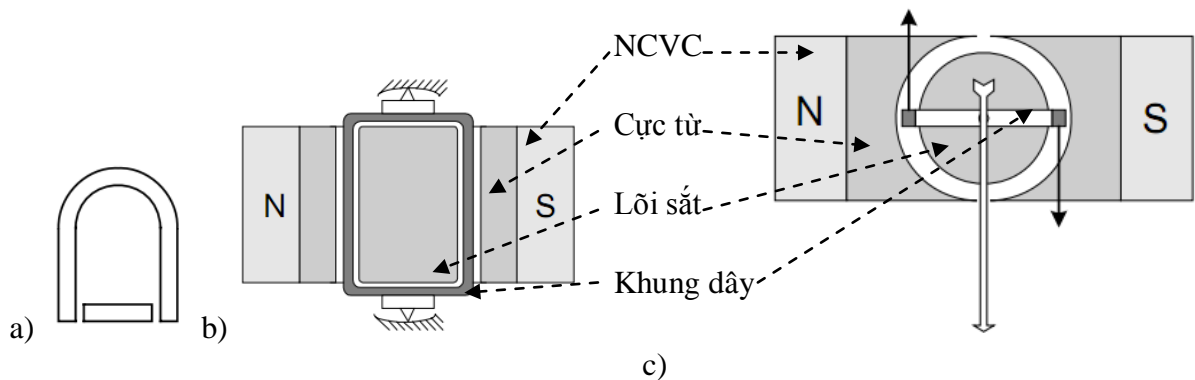 NCVC
Cực từ
Lõi sắt
Khung dây
N S
N S
a) b)
c)